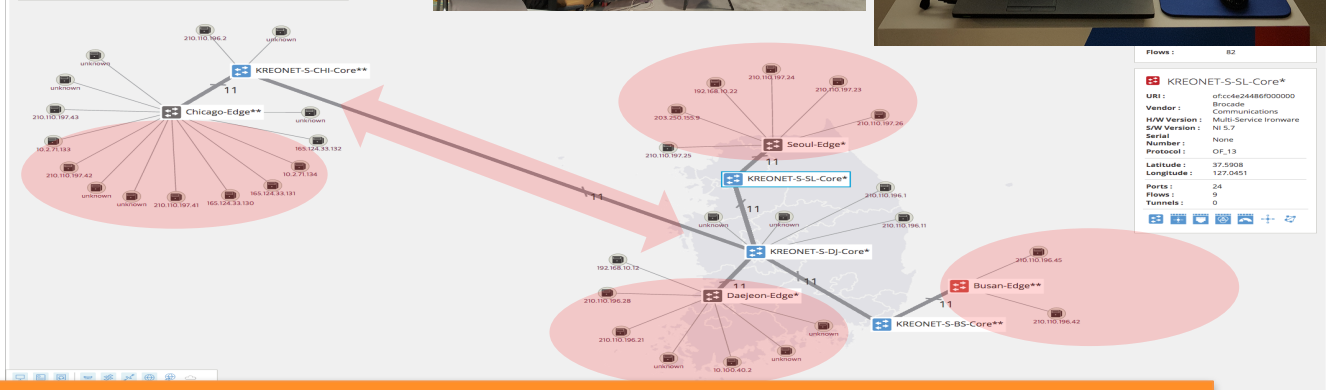 210.110.196.2
unknown
unknown
KREONET-S-CHI-Core**
unknown
11
210.110.197.43
Chicago-Edge**
unknown
10.2.71.133
165.124.33.132
210.110.197.42
10.2.71.134
unknown
unknown
210.110.197.41
165.124.33.130
165.124.33.131
11
210.110.197.24
192.168.10.22
210.110.197.23
203.250.155.9
210.110.197.26
210.110.197.25
Seoul-Edge*
11
KREONET-S-SL-Core*
11
210.110.196.1
unknown
unknown
210.110.196.11
KREONET-S-DJ-Core*
192.168.10.12
11
11
210.110.196.28
Daejeon-Edge*
210.110.196.21
unknown
unknown
10.100.40.2
unknown
210.110.196.45
Busan-Edge**
11
210.110.196.42
KREONET-S-BS-Core**
Flows : 82
KREONET-S-SL-Core*
URI : of:cc4e24486f000000
Vendor : Brocade Communications
H/W Version : Multi-Service Ironware
S/W Version : NI 5.7
Serial Number : None
Protocol : OF_13
Latitude : 37.5908
Longitude : 127.0451
Ports : 24
Flows : 9
Tunnels : 0